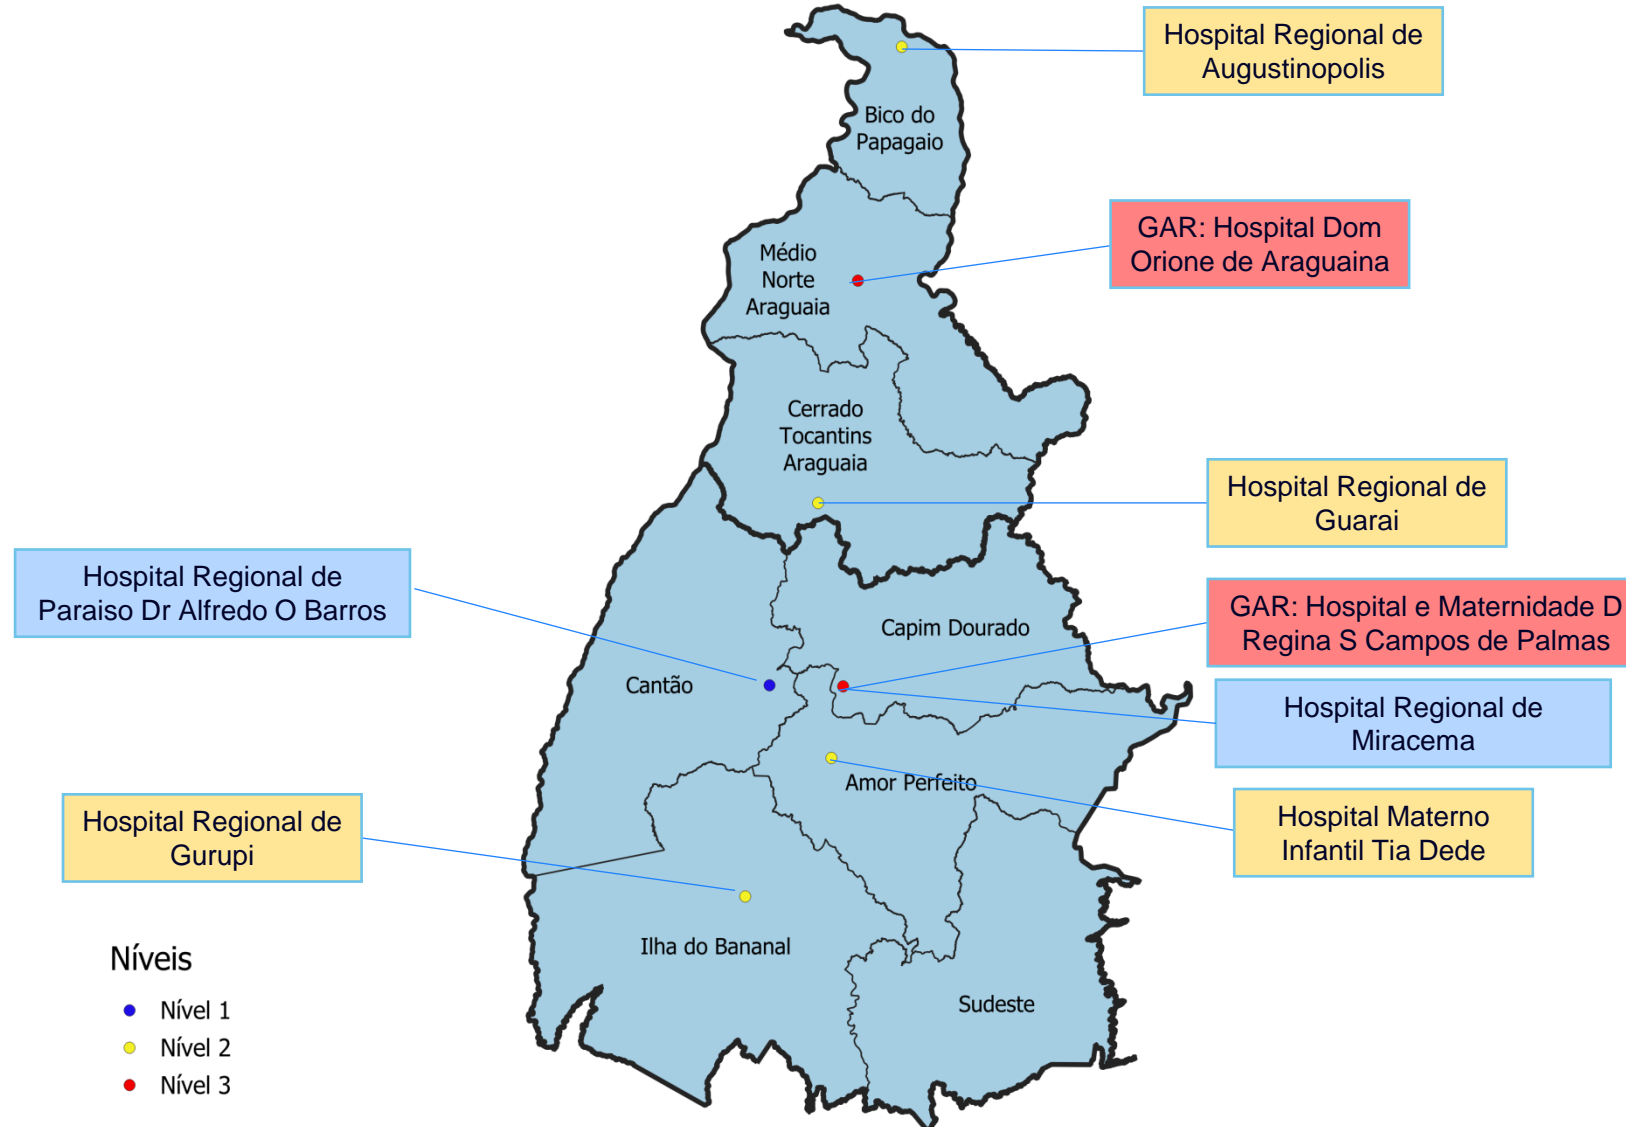 Hospital Regional de
Augustinopolis
Bico do
Papagaio
GAR: Hospital Dom
Orione de Araguaina
Médio
Norte
Araguaia
Cerrado
Tocantins
Araguaia
Hospital Regional de
Guarai
Hospital Regional de
Paraiso Dr Alfredo O Barros
GAR: Hospital e Maternidade D
Regina S Campos de Palmas
Capim Dourado
Cantão
Hospital Regional de
Miracema
Amor Perfeito
Hospital Materno
Infantil Tia Dede
Hospital Regional de
Gurupi
Ilha do Bananal
Sudeste
Níveis
Nível 1
Nível 2
Nível 3